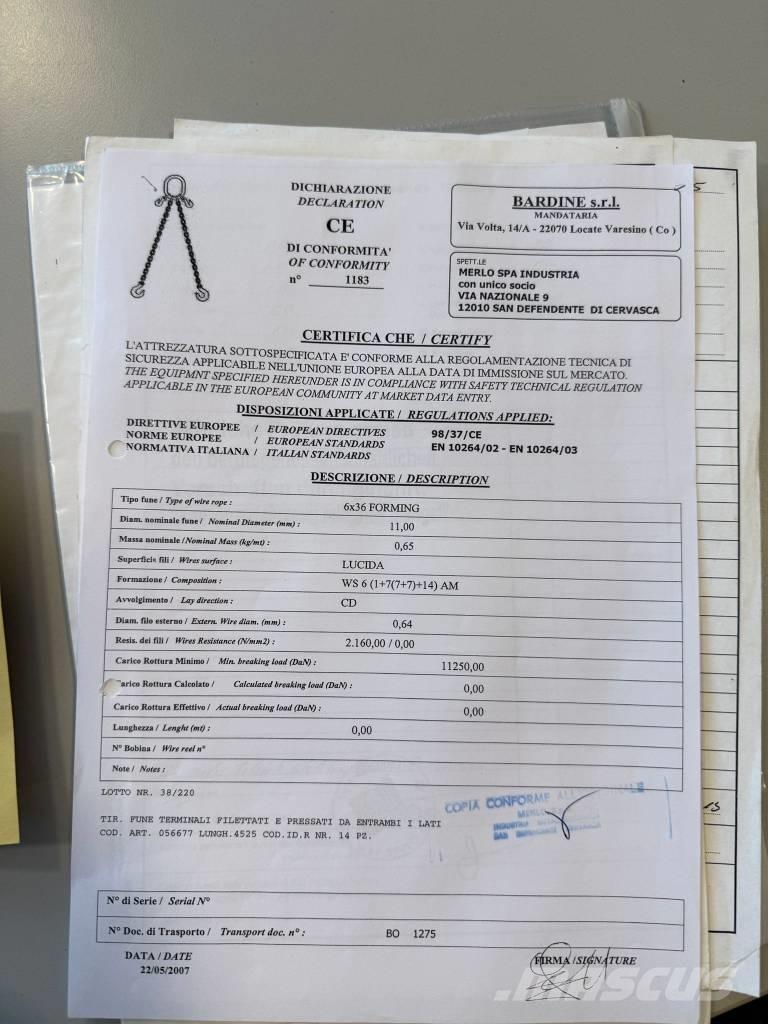 DICHIARAZIONE
DECLARATION
CE
DI CONFORMITA'
OF CONFORMITY
n° 1183
BARDINE s.r.l.
MANDATARIA
Via Volta, 14/A - 22070 Locate Varesino ( Co )
SPETT.LE
MERLO SPA INDUSTRIA
con unico socio
VIA NAZIONALE 9
12010 SAN DEFENDENTE DI CERVASCA
CERTIFICA CHE / CERTIFY
L'ATTREZZATURA SOTTOSPECIFICATA E' CONFORME ALLA REGOLAMENTAZIONE TECNICA DI
SICUREZZA APPLICABILE NELL'UNIONE EUROPEA ALLA DATA DI IMMISSIONE SUL MERCATO.
THE EQUIPMNT SPECIFIED HEREUNDER IS IN COMPLIANCE WITH SAFETY TECHNICAL REGULATION
APPLICABLE IN THE EUROPEAN COMMUNITY AT MARKET DATA ENTRY.
DISPOSIZIONI APPLICATE / REGULATIONS APPLIED:
DIRETTIVE EUROPEE / EUROPEAN DIRECTIVES 98/37/CE
NORME EUROPEE / EUROPEAN STANDARDS EN 10264/02 - EN 10264/03
NORMATIVA ITALIANA / ITALIAN STANDARDS
DESCRIZIONE / DESCRIPTION
Tipo fune / Type of wire rope : 6x36 FORMING
Diam. nominale fune / Nominal Diameter (mm) : 11,00
Massa nominale /Nominal Mass (kg/mt) : 0,65
Superficie fili / Wires surface : LUCIDA
Formazione / Composition : WS 6 (1+7(7+7)+14) AM
Avvolgimento / Lay direction : CD
Diam. filo esterno / Extern. Wire diam. (mm) : 0,64
Resis. dei fili / Wires Resistance (N/mm2) : 2.160,00 / 0,00
Carico Rottura Minimo / Min. breaking load (DaN) : 11250,00
Carico Rottura Calcolato / Calculated breaking load (DaN) : 0,00
Carico Rottura Effettivo / Actual breaking load (DaN) : 0,00
Lunghezza / Lenght (mt) : 0,00
N° Bobina / Wire reel n°
Note / Notes :
LOTTO NR. 38/220
COPIA CONFORME
TIR. FUNE TERMINALI FILETTATI E PRESSATI DA ENTRAMBI I LATI
COD. ART. 056677 LUNGH.4525 COD.ID.R NR. 14 PZ.
N° di Serie / Serial N°
N° Doc. di Trasporto / Transport doc. n° : BO 1275
DATA / DATE
22/05/2007
FIRMA /SIGNATURE
Mascus